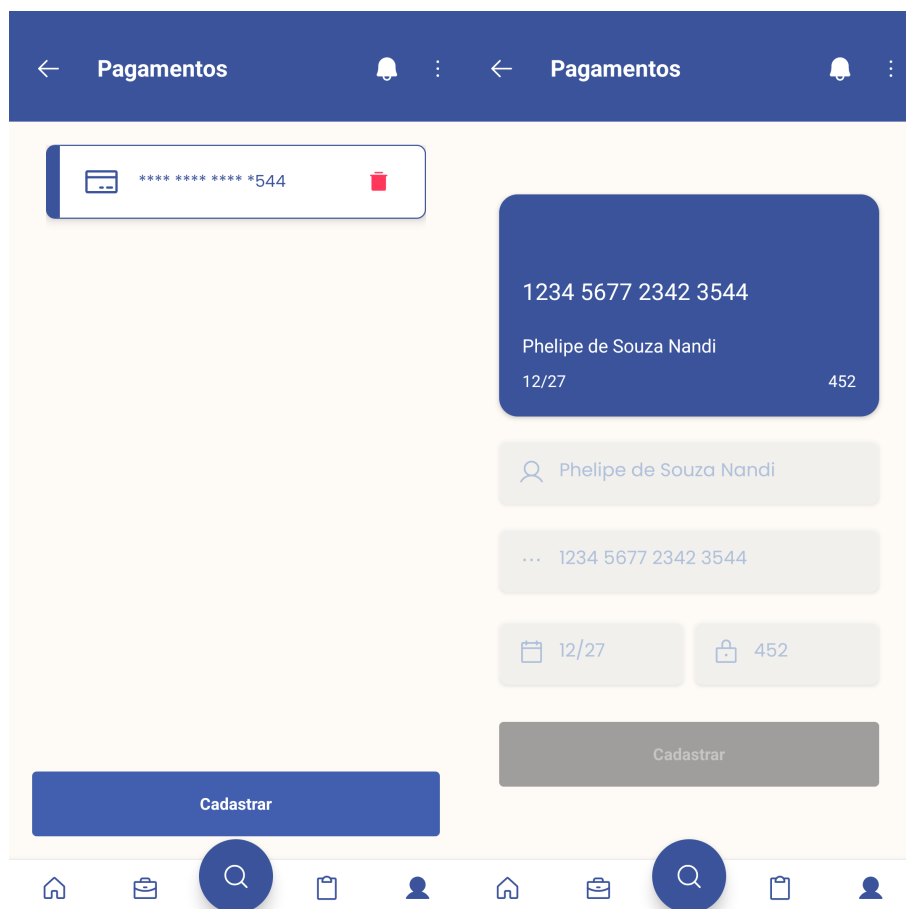 Pagamentos
**** **** **** *544
Cadastrar
Pagamentos
1234 5677 2342 3544
Phelipe de Souza Nandi
12/27
452
Phelipe de Souza Nandi
1234 5677 2342 3544
12/27
452
Cadastrar